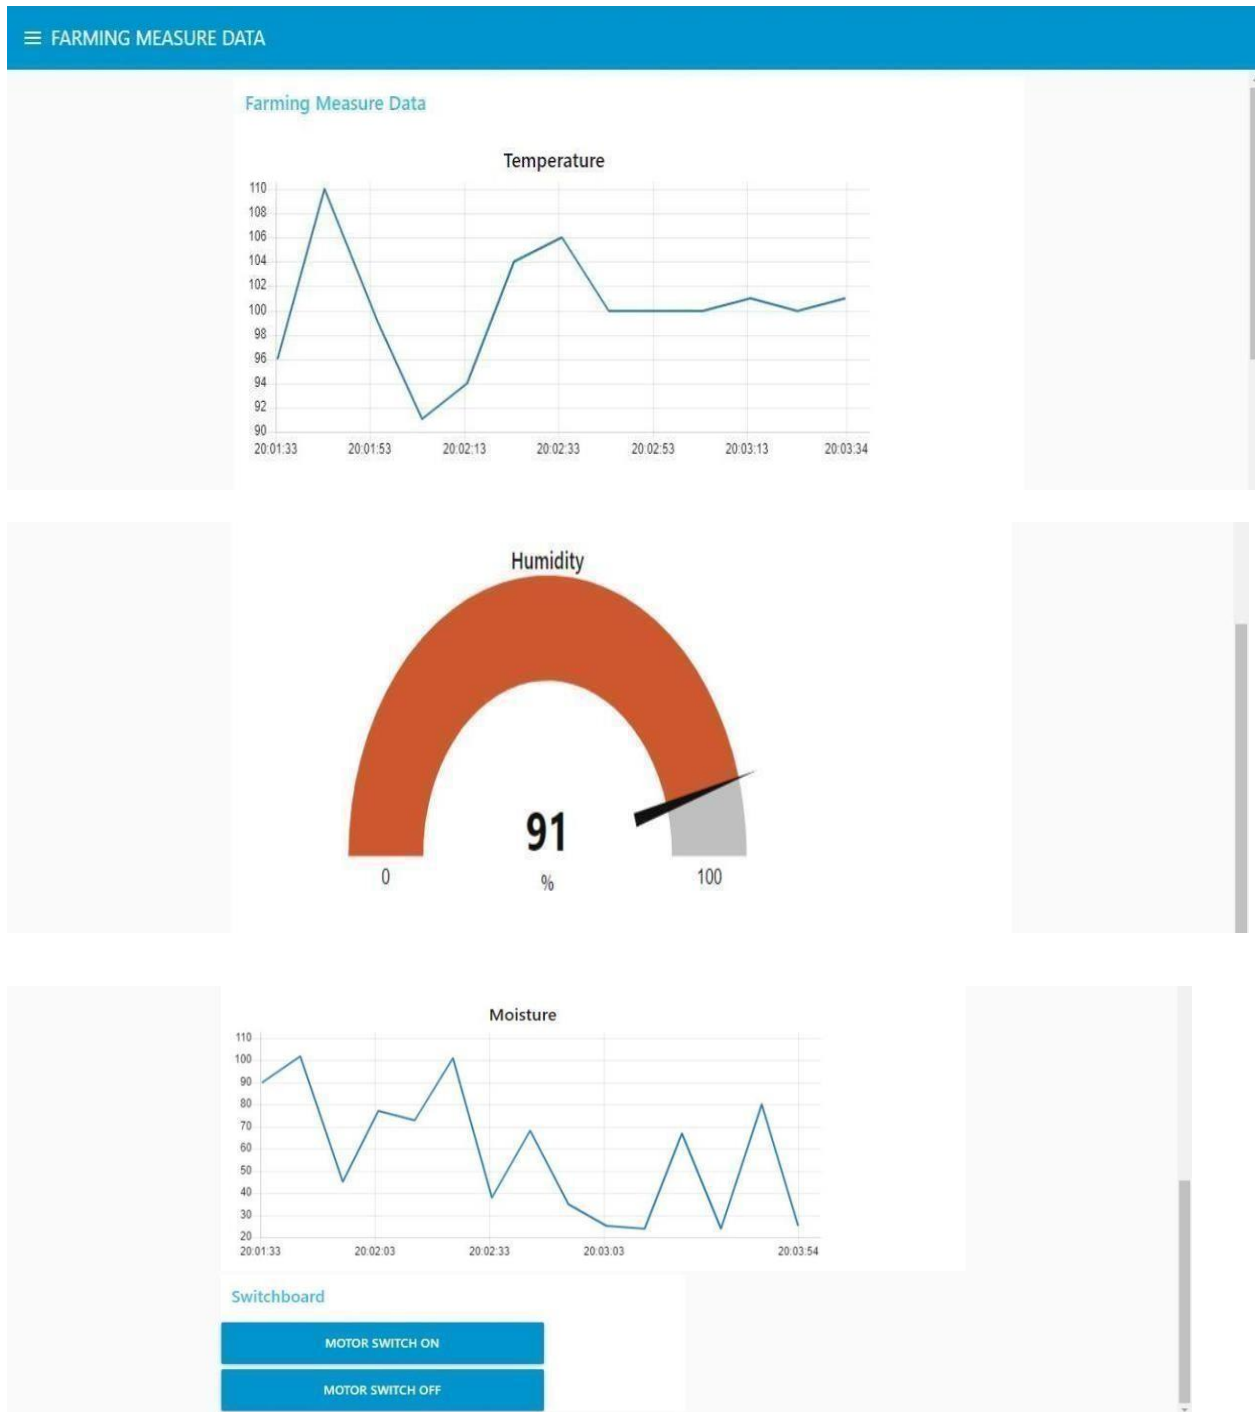 FARMING MEASURE DATA
Farming Measure Data
Temperature
110
108
106
104
102
100
98
96
94
92
90
20:01:33 20:01:53 20:02:13 20:02:33 20:02:53 20:03:13 20:03:34
Humidity
91
0 % 100
Moisture
110
100
90
80
70
60
50
40
30
20
20:01:33 20:02:03 20:02:33 20:03:03 20:03:54
Switchboard
MOTOR SWITCH ON
MOTOR SWITCH OFF